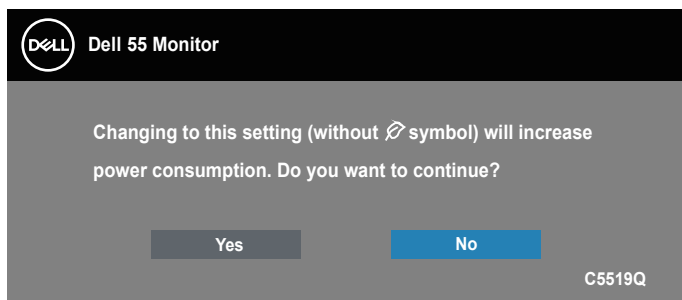 DELL Dell 55 Monitor
Changing to this setting (without symbol) will increase
power consumption. Do you want to continue?
Yes No
C5519Q